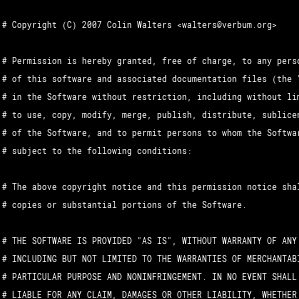 # Copyright (C) 2007 Colin Walters <walters@verbum.org>
# Permission is hereby granted, free of charge, to any perso
# of this software and associated documentation files (the "
# in the Software without restriction, including without lim
# to use, copy, modify, merge, publish, distribute, sublicen
# of the Software, and to permit persons to whom the Softwar
# subject to the following conditions:
# The above copyright notice and this permission notice shal
# copies or substantial portions of the Software.
# THE SOFTWARE IS PROVIDED "AS IS", WITHOUT WARRANTY OF ANY
# INCLUDING BUT NOT LIMITED TO THE WARRANTIES OF MERCHANTABI
# PARTICULAR PURPOSE AND NONINFRINGEMENT. IN NO EVENT SHALL
# LIABLE FOR ANY CLAIM, DAMAGES OR OTHER LIABILITY, WHETHER